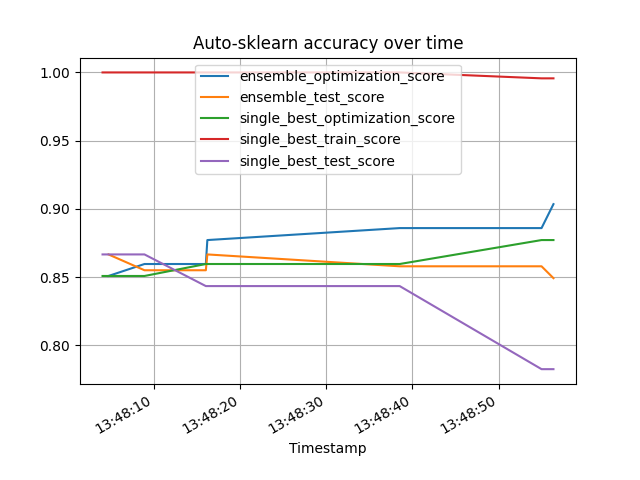 Auto-sklearn accuracy over time
1.00
0.95
0.90
0.85
0.80
ensemble_optimization_score
ensemble_test_score
single_best_optimization_score
single_best_train_score
single_best_test_score
13:48:10
13:48:20
13:48:30
13:48:40
13:48:50
Timestamp